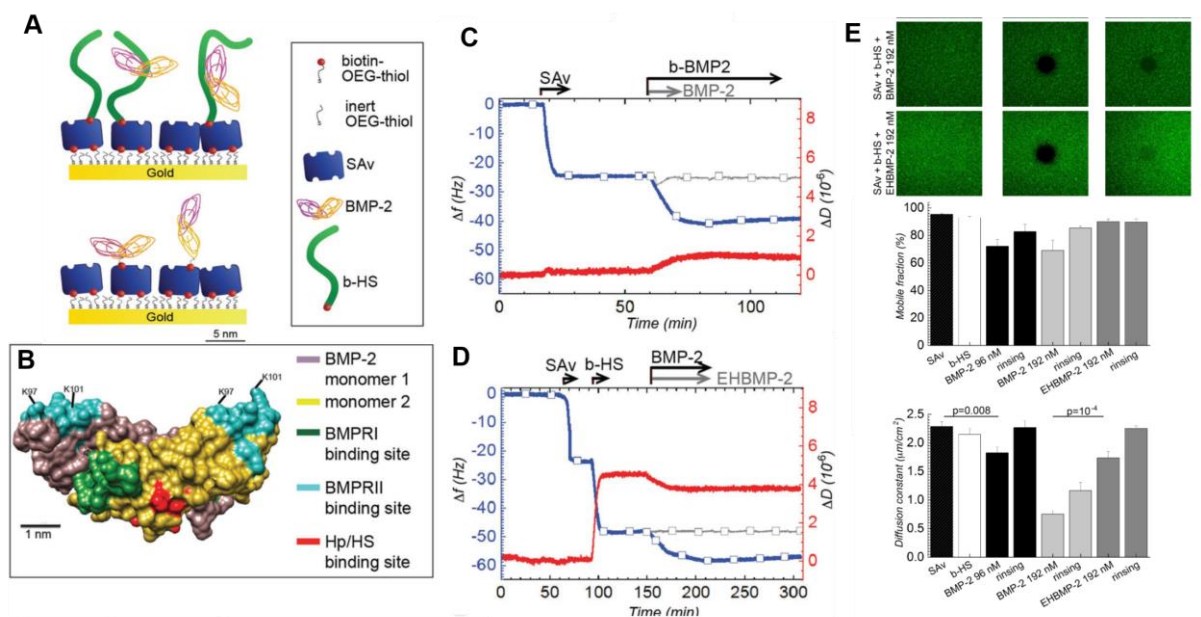 A
biotin-
OEG-thiol
inert
OEG-thiol
SAv
BMP-2
b-HS
Gold
Gold
5 nm
B
K97
K101
K97
K101
1 nm
BMP-2
monomer 1
monomer 2
BMPRI
binding site
BMPRII
binding site
Hp/HS
binding site
C
SAv
b-BMP2
BMP-2
Δf (Hz)
0
-10
-20
-30
-40
-50
-60
ΔD (10⁶)
8
6
4
2
0
0
50
100
Time (min)
D
SAv
b-HS
BMP-2
EHBMP-2
Δf (Hz)
0
-10
-20
-30
-40
-50
-60
ΔD (10⁶)
8
6
4
2
0
0
50
100
150
200
250
300
Time (min)
E
SAv + b-HS +
BMP-2 192 nM
SAv + b-HS +
EHBMP-2 192 nM
Mobile fraction (%)
100
80
60
40
20
0
SAv
b-HS
BMP-2 96 nM
rinsing
BMP-2 192 nM
rinsing
EHBMP-2 192 nM
rinsing
Diffusion constant (µm/cm²)
2.5
2.0
1.5
1.0
0.5
0.0
p=0.008
p=10⁻⁴
SAv
b-HS
BMP-2 96 nM
rinsing
BMP-2 192 nM
rinsing
EHBMP-2 192 nM
rinsing